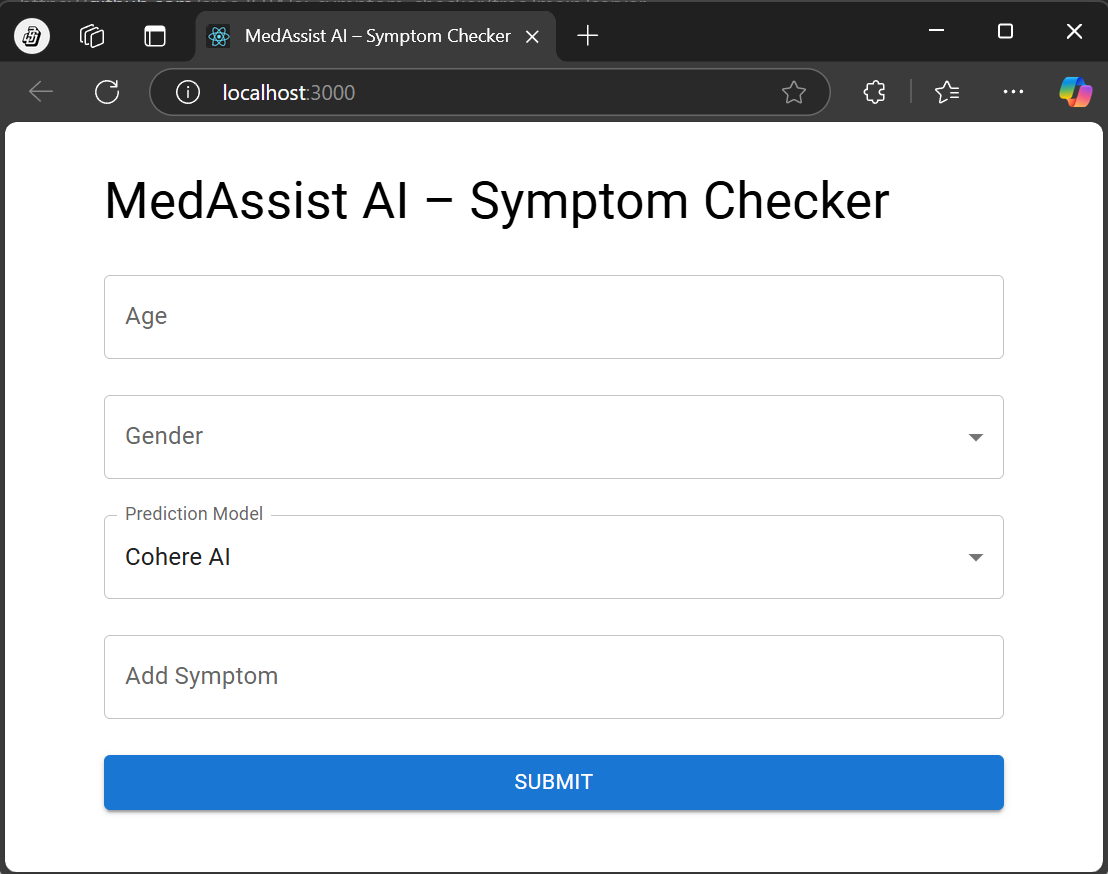 MedAssist AI – Symptom Checker
localhost:3000
MedAssist AI – Symptom Checker
Age
Gender
Prediction Model
Cohere AI
Add Symptom
SUBMIT